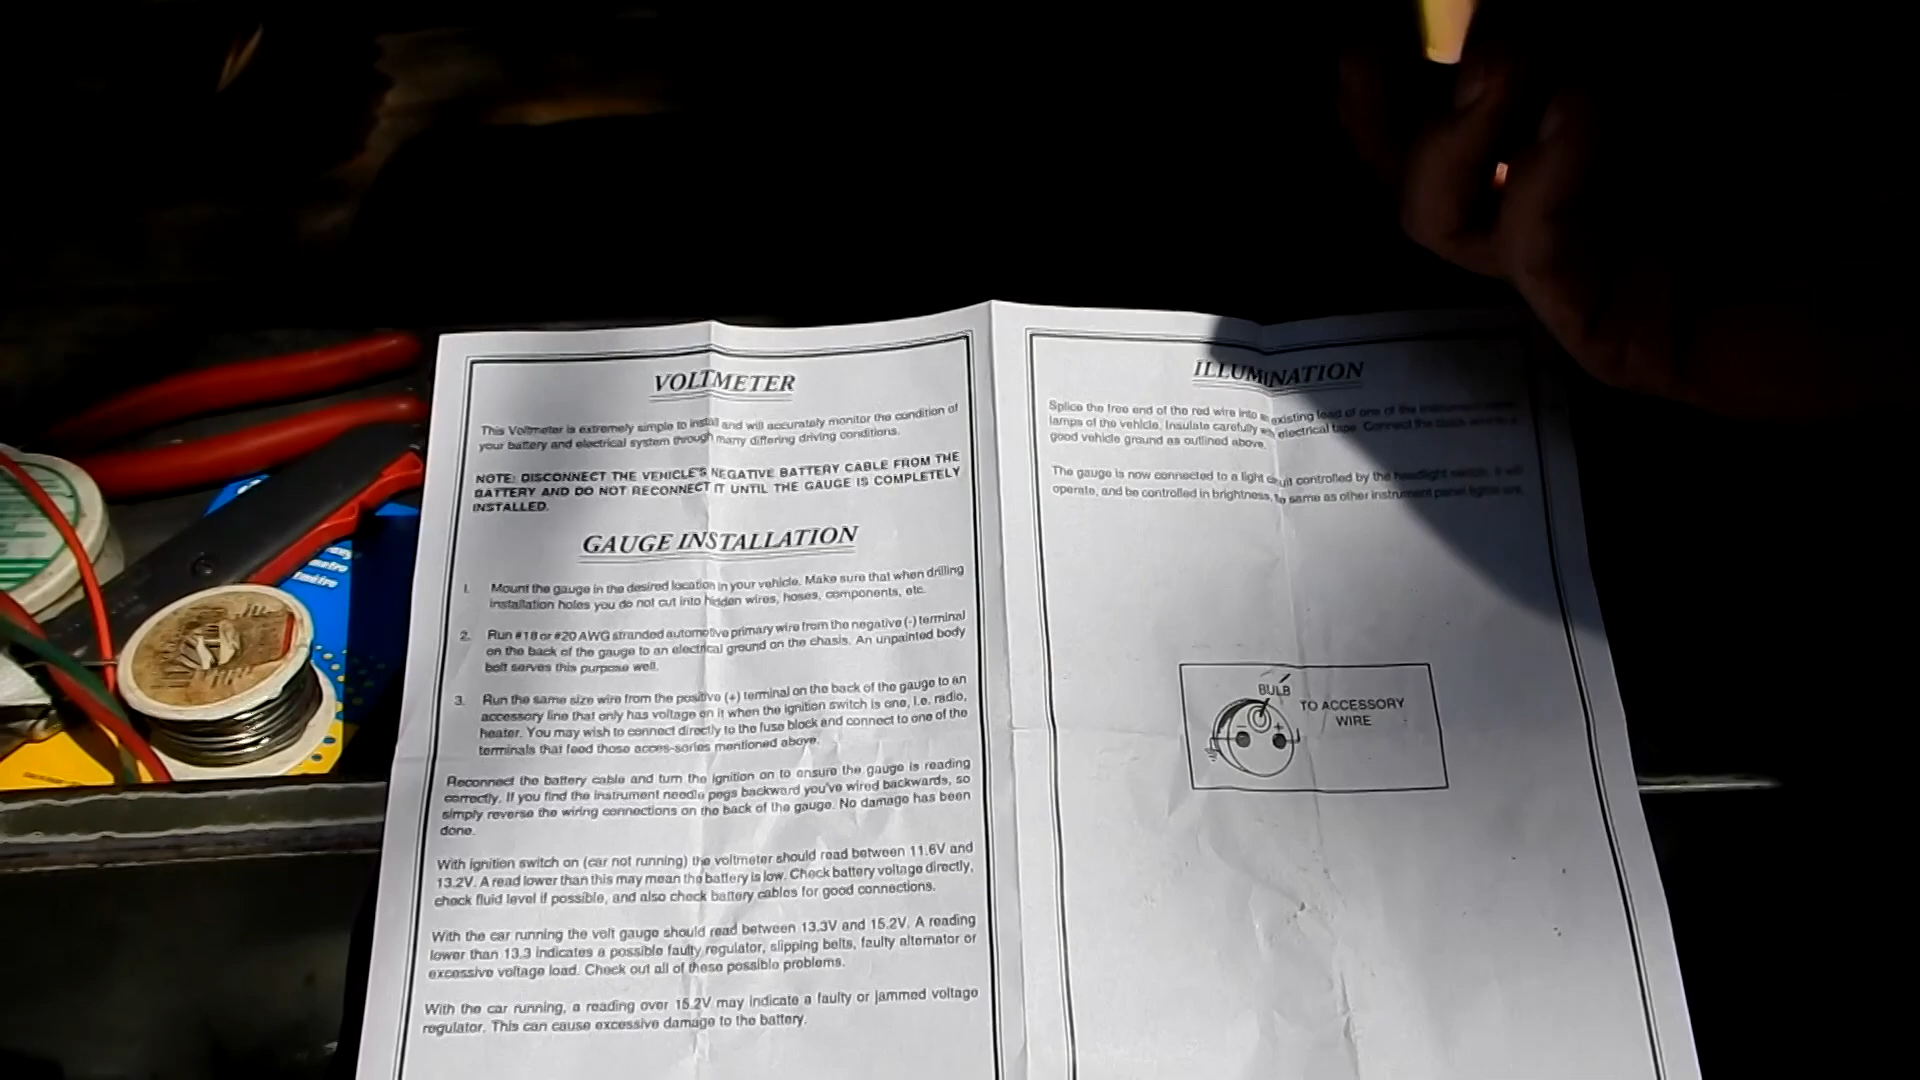 VOLTMETER
This Voltmeter is extremely simple to install and will accurately monitor the condition of
your battery and electrical system through many differing driving conditions.
NOTE: DISCONNECT THE VEHICLE'S NEGATIVE BATTERY CABLE FROM THE
BATTERY AND DO NOT RECONNECT IT UNTIL THE GAUGE IS COMPLETELY
INSTALLED.
GAUGE INSTALLATION
1. Mount the gauge in the desired location in your vehicle. Make sure that when drilling
installation holes you do not cut into hidden wires, hoses, components, etc.
2. Run #18 or #20 AWG stranded automotive primary wire from the negative (-) terminal
on the back of the gauge to an electrical ground on the chasis. An unpainted body
bolt serves this purpose well.
3. Run the same size wire from the positive (+) terminal on the back of the gauge to an
accessory line that only has voltage on it when the ignition switch is one, i.e. radio,
heater. You may wish to connect directly to the fuse block and connect to one of the
terminals that feed those acces-sories mentioned above.
Reconnect the battery cable and turn the ignition on to ensure the gauge is reading
correctly. If you find the instrument needle pegs backward you've wired backwards, so
simply reverse the wiring connections on the back of the gauge. No damage has been
done.
With ignition switch on (car not running) the voltmeter should read between 11.6V and
13.2V. A read lower than this may mean the battery is low. Check battery voltage directly,
check fluid level if possible, and also check battery cables for good connections.
With the car running the volt gauge should read between 13.3V and 15.2V. A reading
lower than 13.3 indicates a possible faulty regulator, slipping belts, faulty alternator or
excessive voltage load. Check out all of these possible problems.
With the car running, a reading over 15.2V may indicate a faulty or jammed voltage
regulator. This can cause excessive damage to the battery.
ILLUMINATION
Splice the free end of the red wire into an existing lead of one of the instrument
lamps of the vehicle. Insulate carefully electrical tape. Connect the
good vehicle ground as outlined above.
The gauge is now connected to a light controlled by the headlight switch. It will
operate, and be controlled in brightness, same as other instrument panel lights
BULB
TO ACCESSORY
WIRE
- +